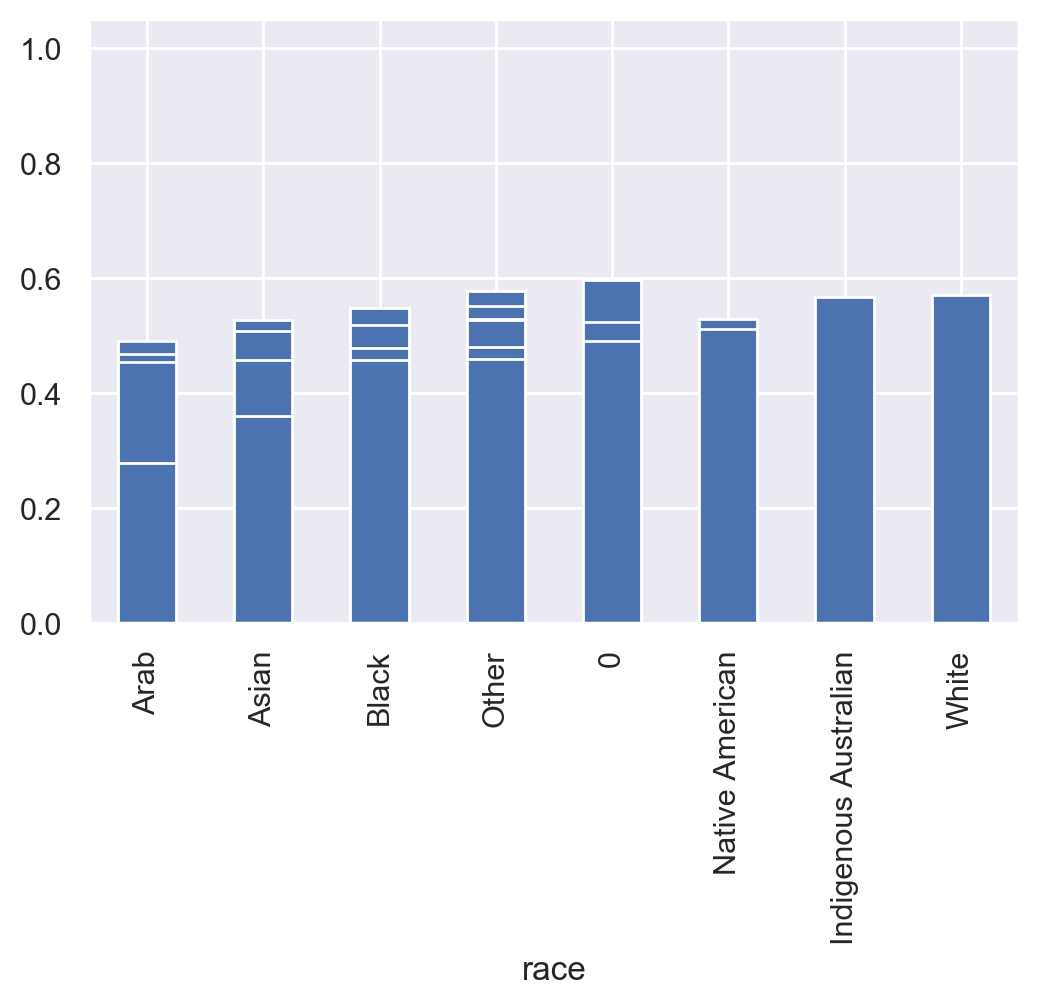 1.0
0.8
0.6
0.4
0.2
0.0
Arab
Asian
Black
Other
0
Native American
Indigenous Australian
White
race